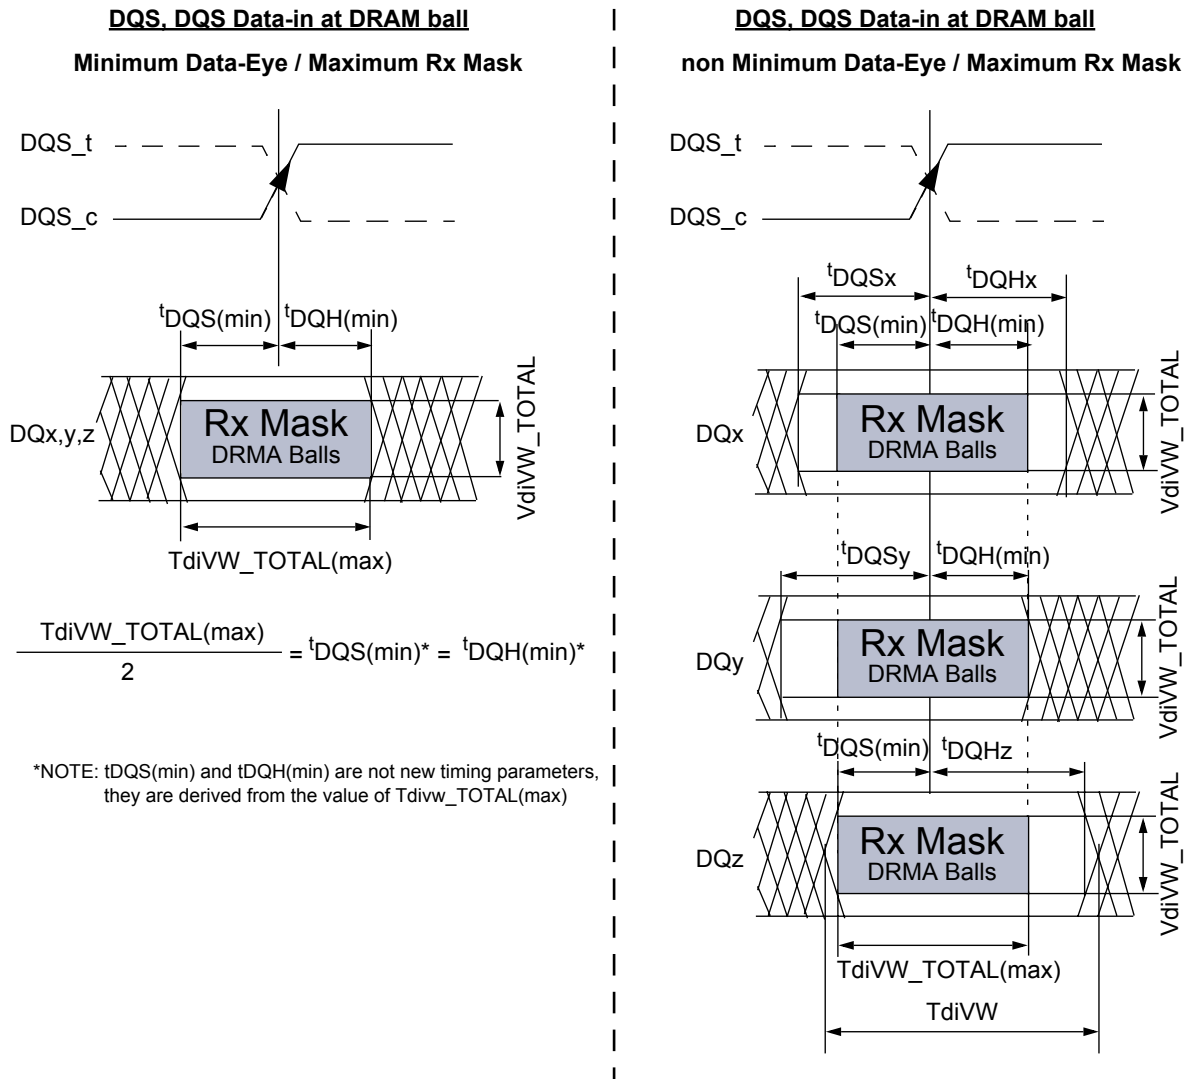 DQS, DQS Data-in at DRAM ball
Minimum Data-Eye / Maximum Rx Mask
DQS_t
DQS_c
tDQS(min) tDQH(min)
DQx,y,z
Rx Mask
DRMA Balls
VdiVW_TOTAL
TdiVW_TOTAL(max)
TdiVW_TOTAL(max)
2
= tDQS(min)* = tDQH(min)*
*NOTE: tDQS(min) and tDQH(min) are not new timing parameters,
they are derived from the value of Tdivw_TOTAL(max)
DQS, DQS Data-in at DRAM ball
non Minimum Data-Eye / Maximum Rx Mask
DQS_t
DQS_c
tDQSx tDQHx
tDQS(min) tDQH(min)
DQx
Rx Mask
DRMA Balls
VdiVW_TOTAL
tDQSy tDQH(min)
DQy
Rx Mask
DRMA Balls
VdiVW_TOTAL
tDQS(min) tDQHz
DQz
Rx Mask
DRMA Balls
VdiVW_TOTAL
TdiVW_TOTAL(max)
TdiVW